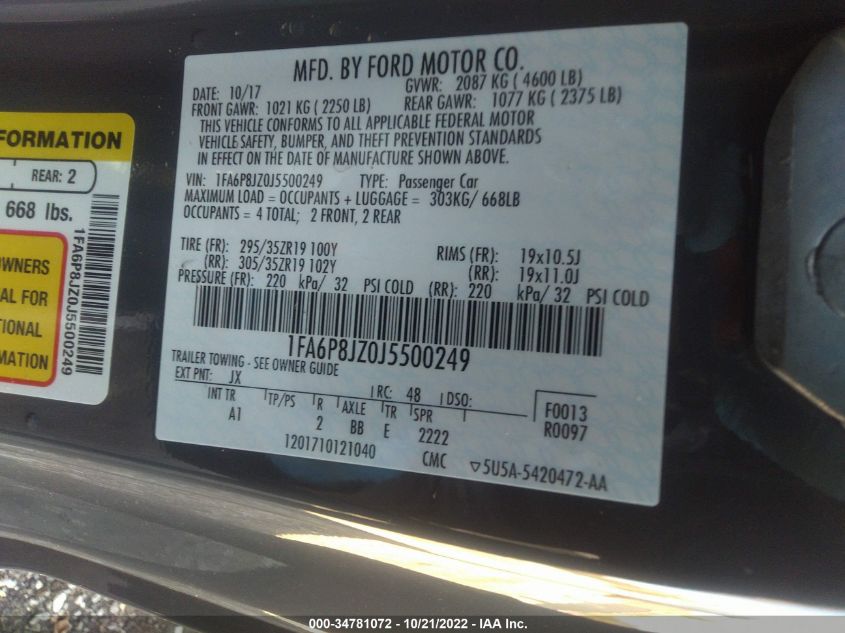 MFD. BY FORD MOTOR CO.
DATE: 10/17
GVWR: 2087 KG ( 4600 LB)
FRONT GAWR: 1021 KG ( 2250 LB)
REAR GAWR: 1077 KG ( 2375 LB)
THIS VEHICLE CONFORMS TO ALL APPLICABLE FEDERAL MOTOR
VEHICLE SAFETY, BUMPER, AND THEFT PREVENTION STANDARDS
IN EFFECT ON THE DATE OF MANUFACTURE SHOWN ABOVE.
VIN: 1FA6P8JZ0J5500249 TYPE: Passenger Car
MAXIMUM LOAD = OCCUPANTS + LUGGAGE = 303KG/ 668LB
OCCUPANTS = 4 TOTAL; 2 FRONT, 2 REAR
TIRE (FR): 295/35ZR19 100Y RIMS (FR): 19x10.5J
(RR): 305/35ZR19 102Y (RR): 19x11.0J
PRESSURE (FR): 220 kPa/ 32 PSI COLD (RR): 220 kPa/ 32 PSI COLD
1FA6P8JZ0J5500249
TRAILER TOWING - SEE OWNER GUIDE
EXT PNT: JX RC: 48 DSO:
INT TR TP/PS R AXLE TR SPR
A1 2 BB E 2222
F0013
R0097
1201710121040 CMC ▽5U5A-5420472-AA
FORMATION
REAR: 2
668 lbs.
OWNERS
AL FOR
TIONAL
MATION
1FA6P8JZ0J5500249
000-34781072 - 10/21/2022 - IAA Inc.